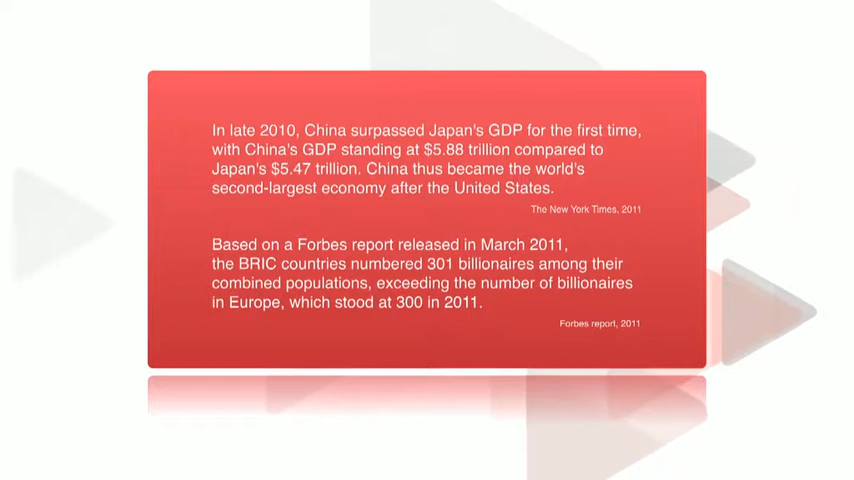 In late 2010, China surpassed Japan's GDP for the first time,
with China's GDP standing at $5.88 trillion compared to
Japan's $5.47 trillion. China thus became the world's
second-largest economy after the United States.
The New York Times, 2011
Based on a Forbes report released in March 2011,
the BRIC countries numbered 301 billionaires among their
combined populations, exceeding the number of billionaires
in Europe, which stood at 300 in 2011.
Forbes report, 2011